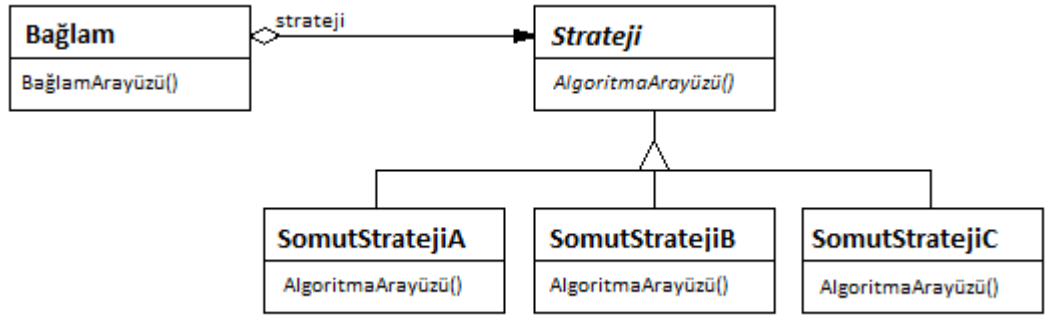 Bağlam
BağlamArayüzü()
strateji
Strateji
AlgoritmaArayüzü()
SomutStratejiA
AlgoritmaArayüzü()
SomutStratejiB
AlgoritmaArayüzü()
SomutStratejiC
AlgoritmaArayüzü()